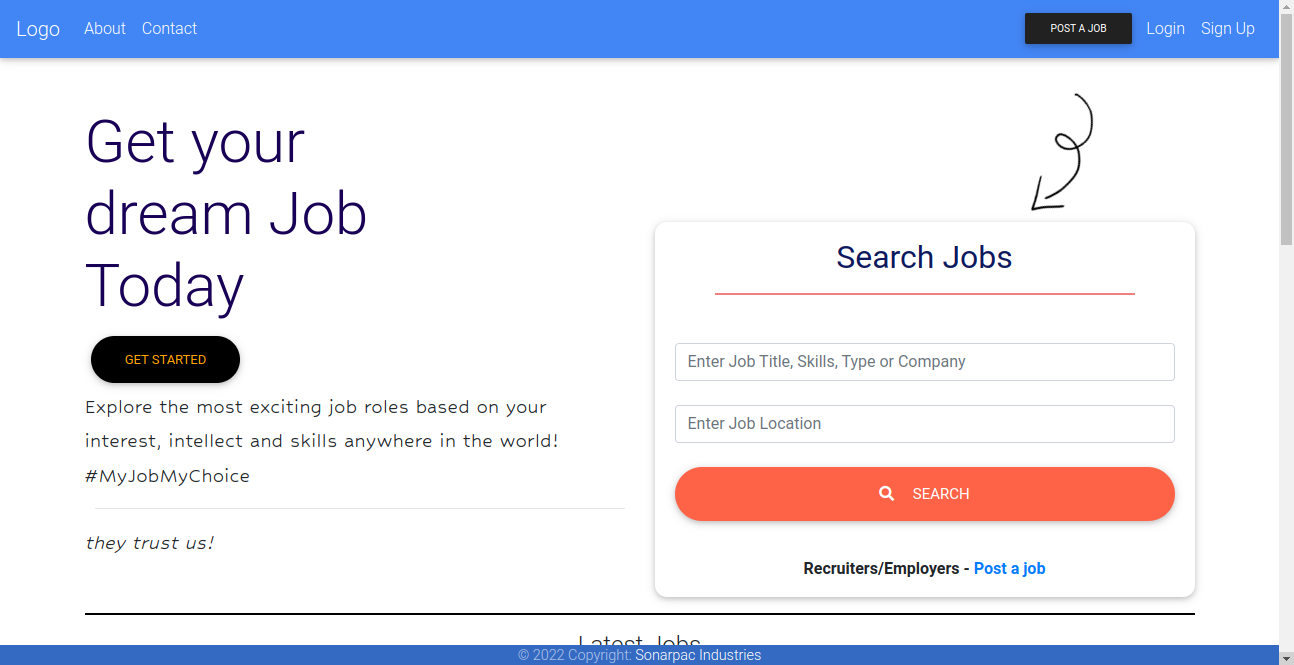 Logo About Contact POST A JOB Login Sign Up
Get your
dream Job
Today
GET STARTED
Explore the most exciting job roles based on your
interest, intellect and skills anywhere in the world!
#MyJobMyChoice
they trust us!
Search Jobs
Enter Job Title, Skills, Type or Company
Enter Job Location
SEARCH
Recruiters/Employers - Post a job
Latest Jobs
© 2022 Copyright: Sonarpac Industries